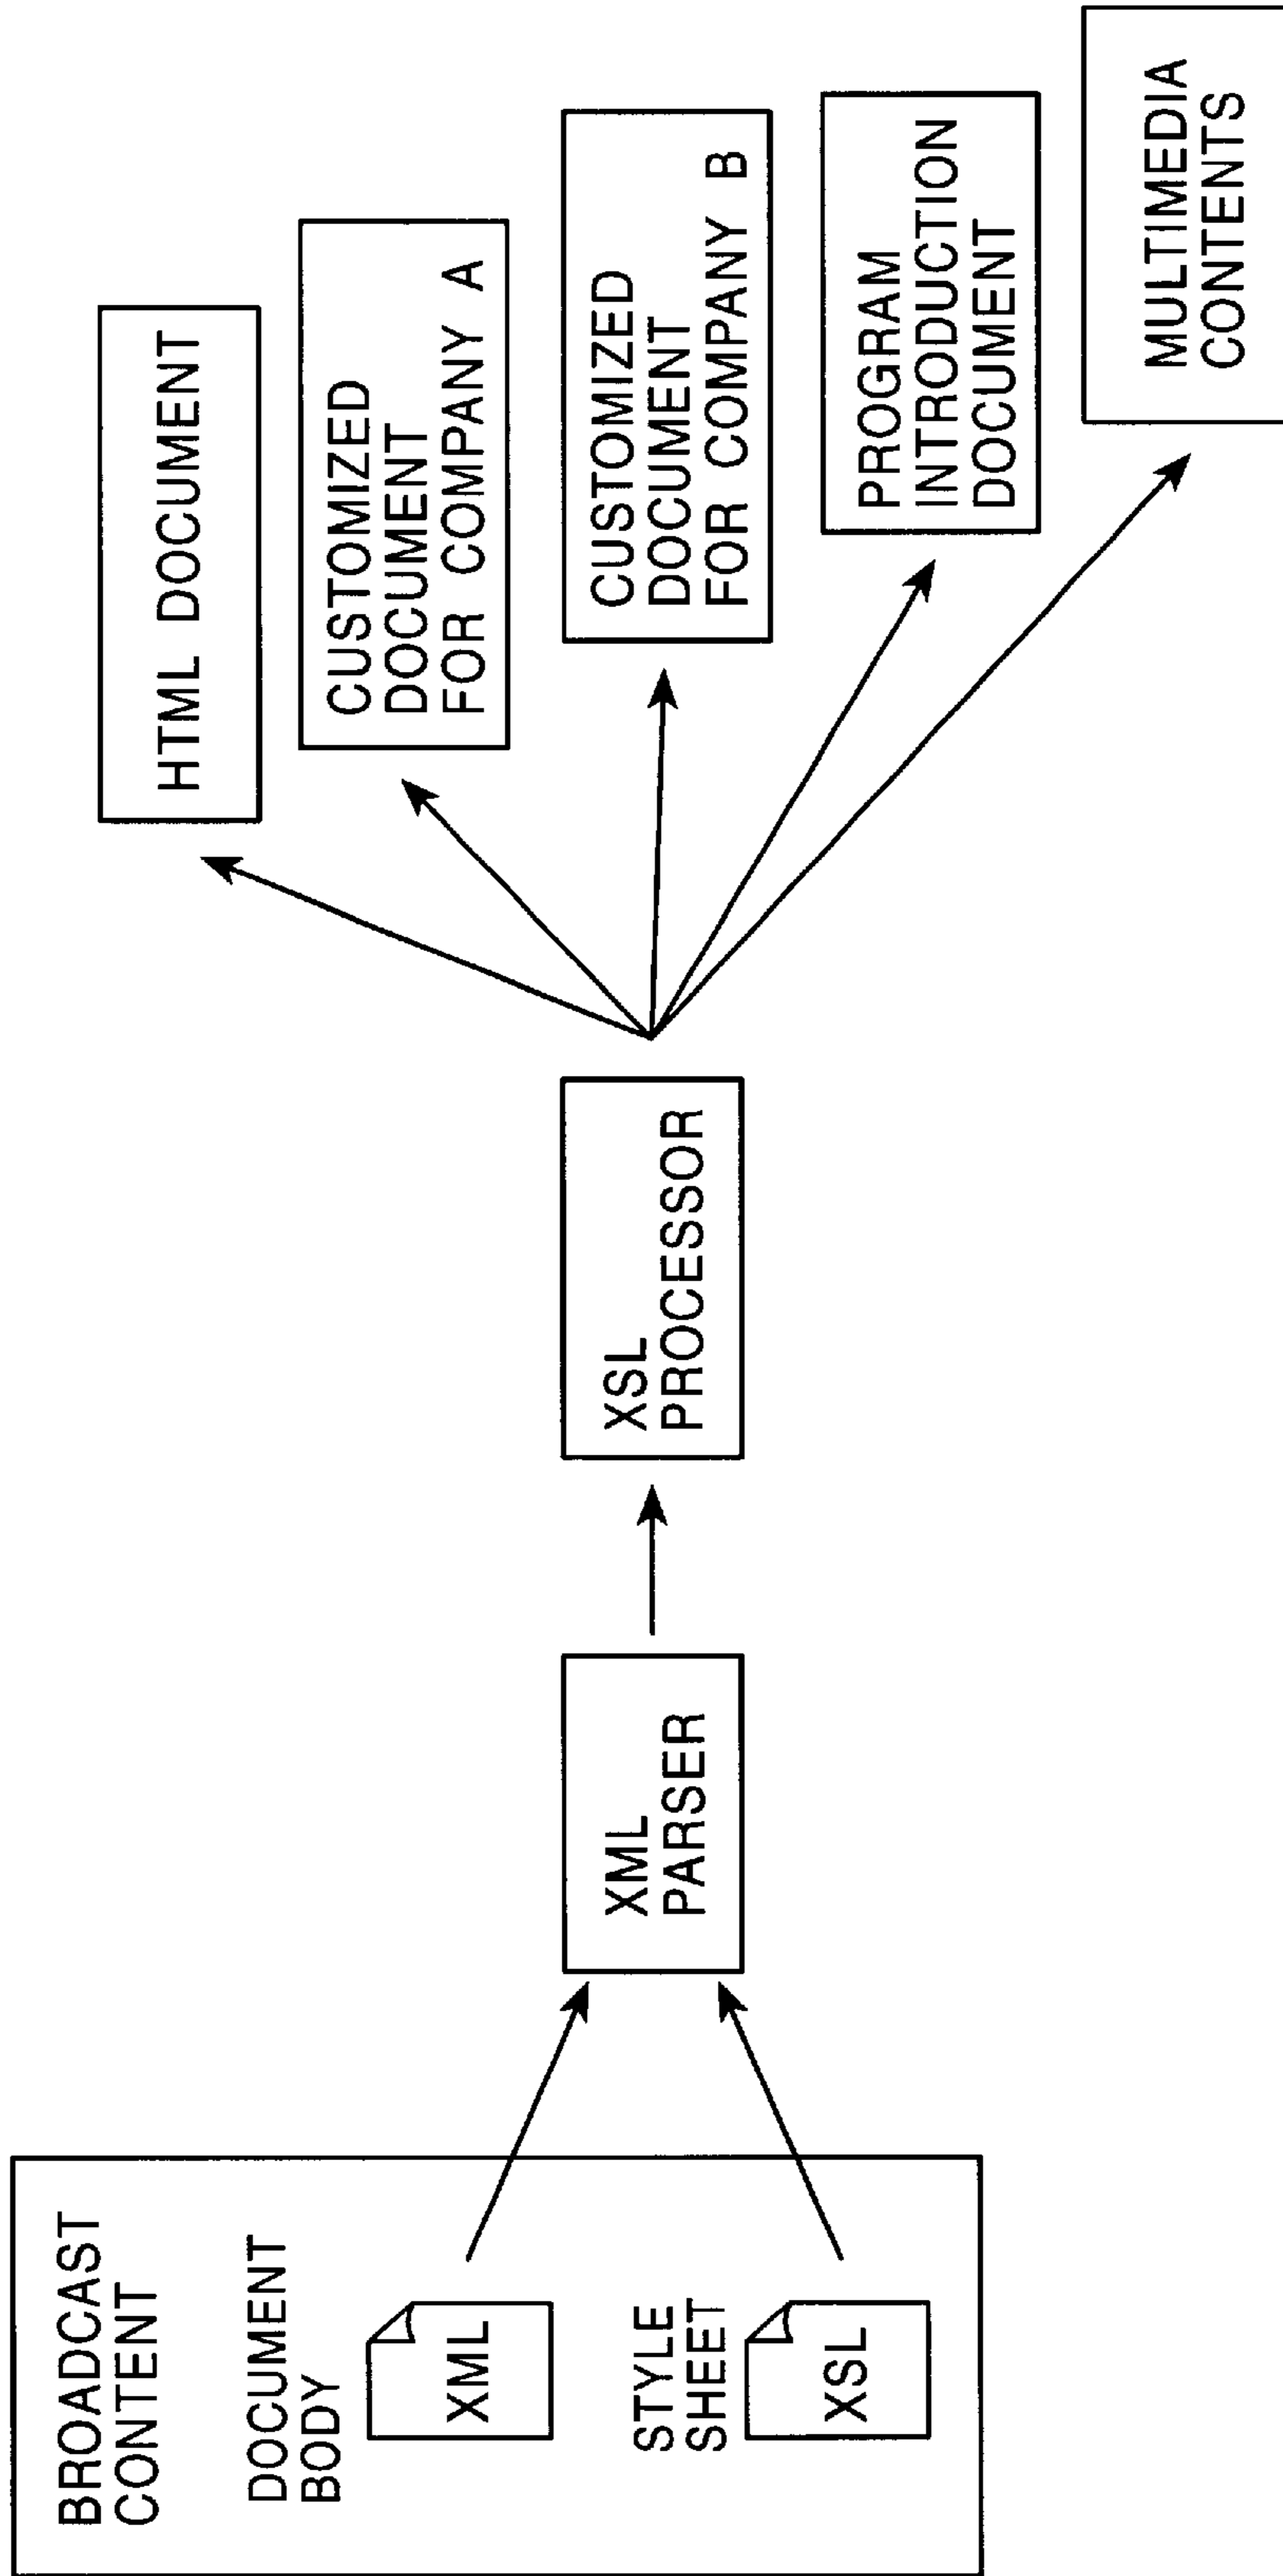 BROADCAST
CONTENT
DOCUMENT
BODY
XML
STYLE
SHEET
XSL
XML
PARSER
XSL
PROCESSOR
HTML DOCUMENT
CUSTOMIZED
DOCUMENT
FOR COMPANY A
CUSTOMIZED
DOCUMENT
FOR COMPANY B
PROGRAM
INTRODUCTION
DOCUMENT
MULTIMEDIA
CONTENTS